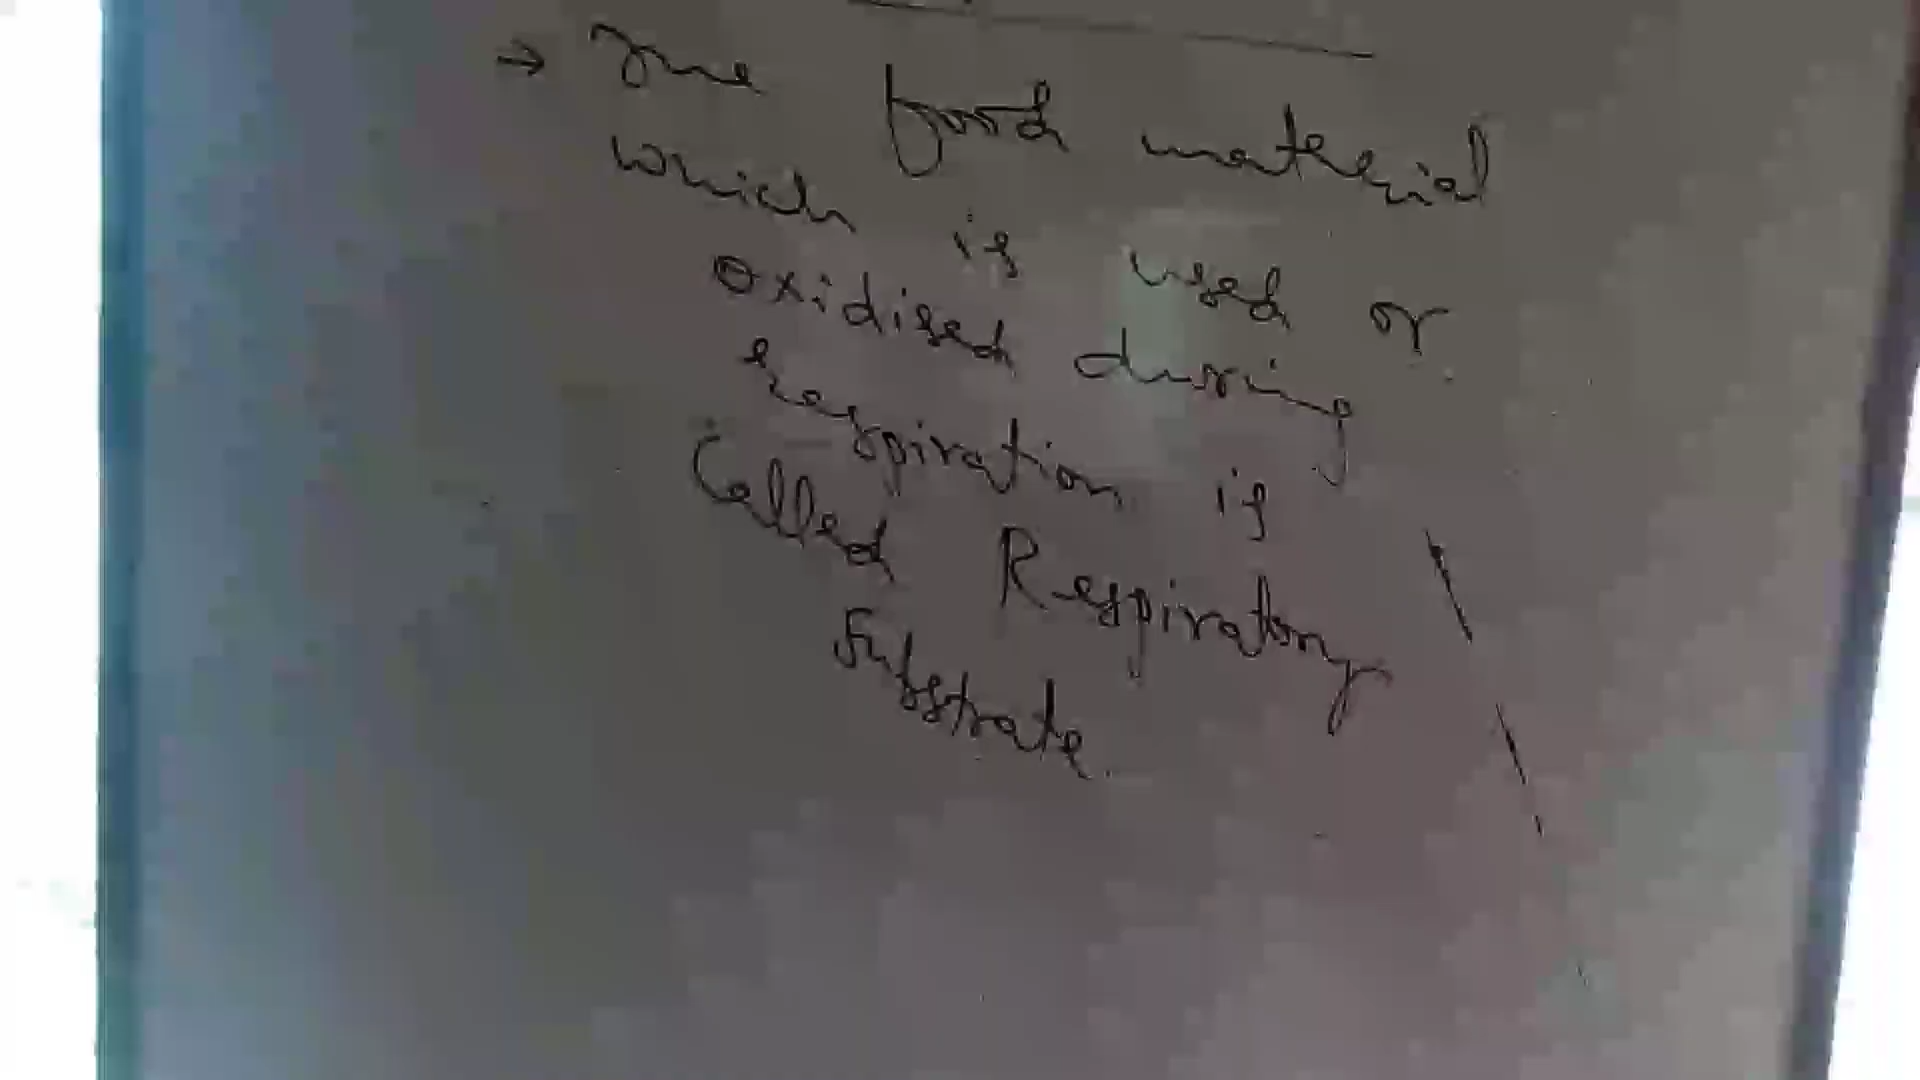 → The food material
which is used or
oxidised during
respiration is
Called Respiratory
Substrate.